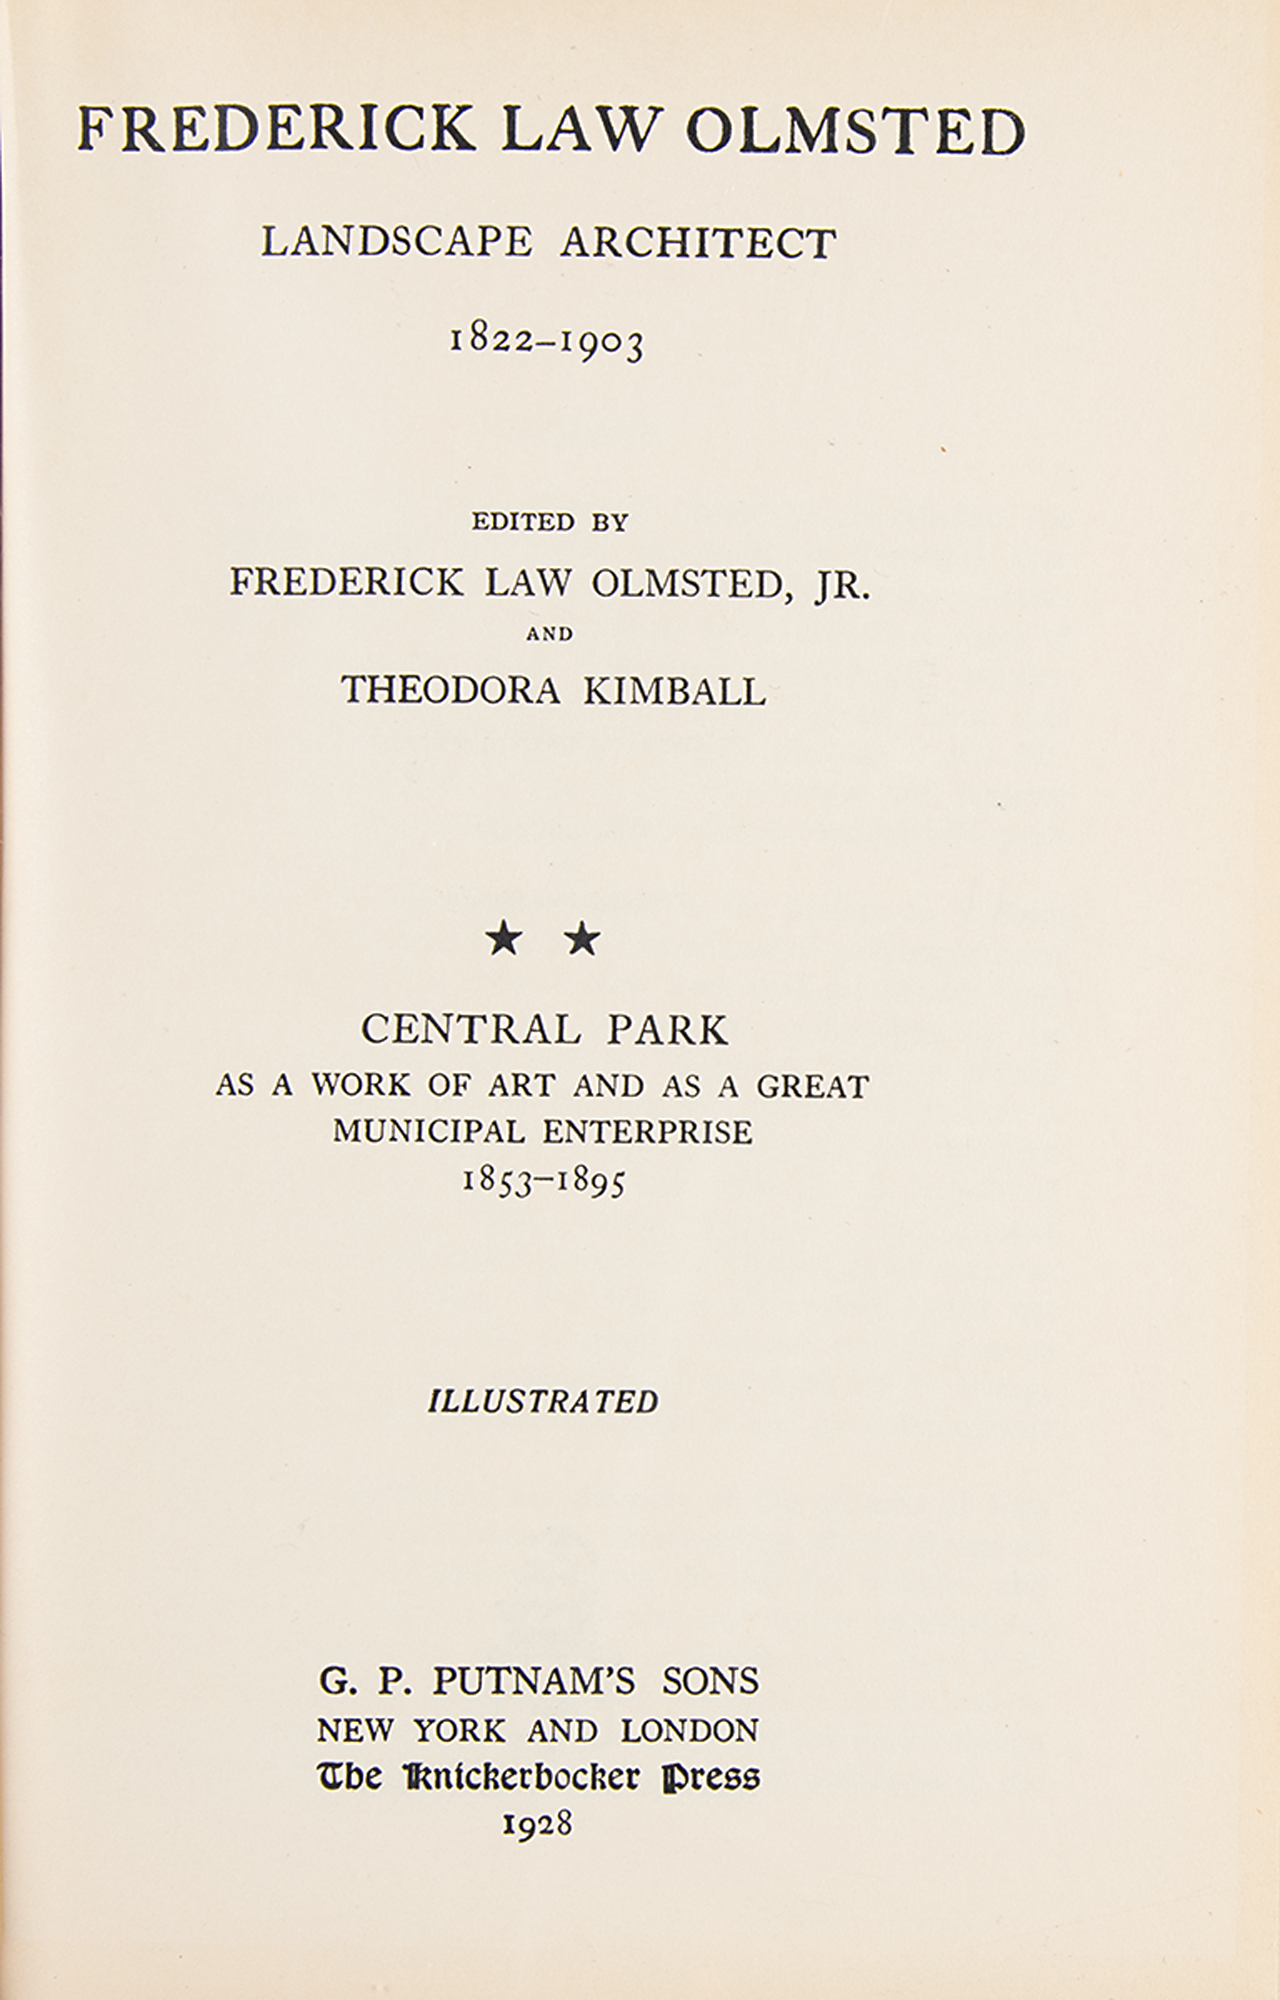 FREDERICK LAW OLMSTED
LANDSCAPE ARCHITECT
1822–1903
EDITED BY
FREDERICK LAW OLMSTED, JR.
AND
THEODORA KIMBALL
★ ★
CENTRAL PARK
AS A WORK OF ART AND AS A GREAT
MUNICIPAL ENTERPRISE
1853–1895
ILLUSTRATED
G. P. PUTNAM'S SONS
NEW YORK AND LONDON
The Knickerbocker Press
1928